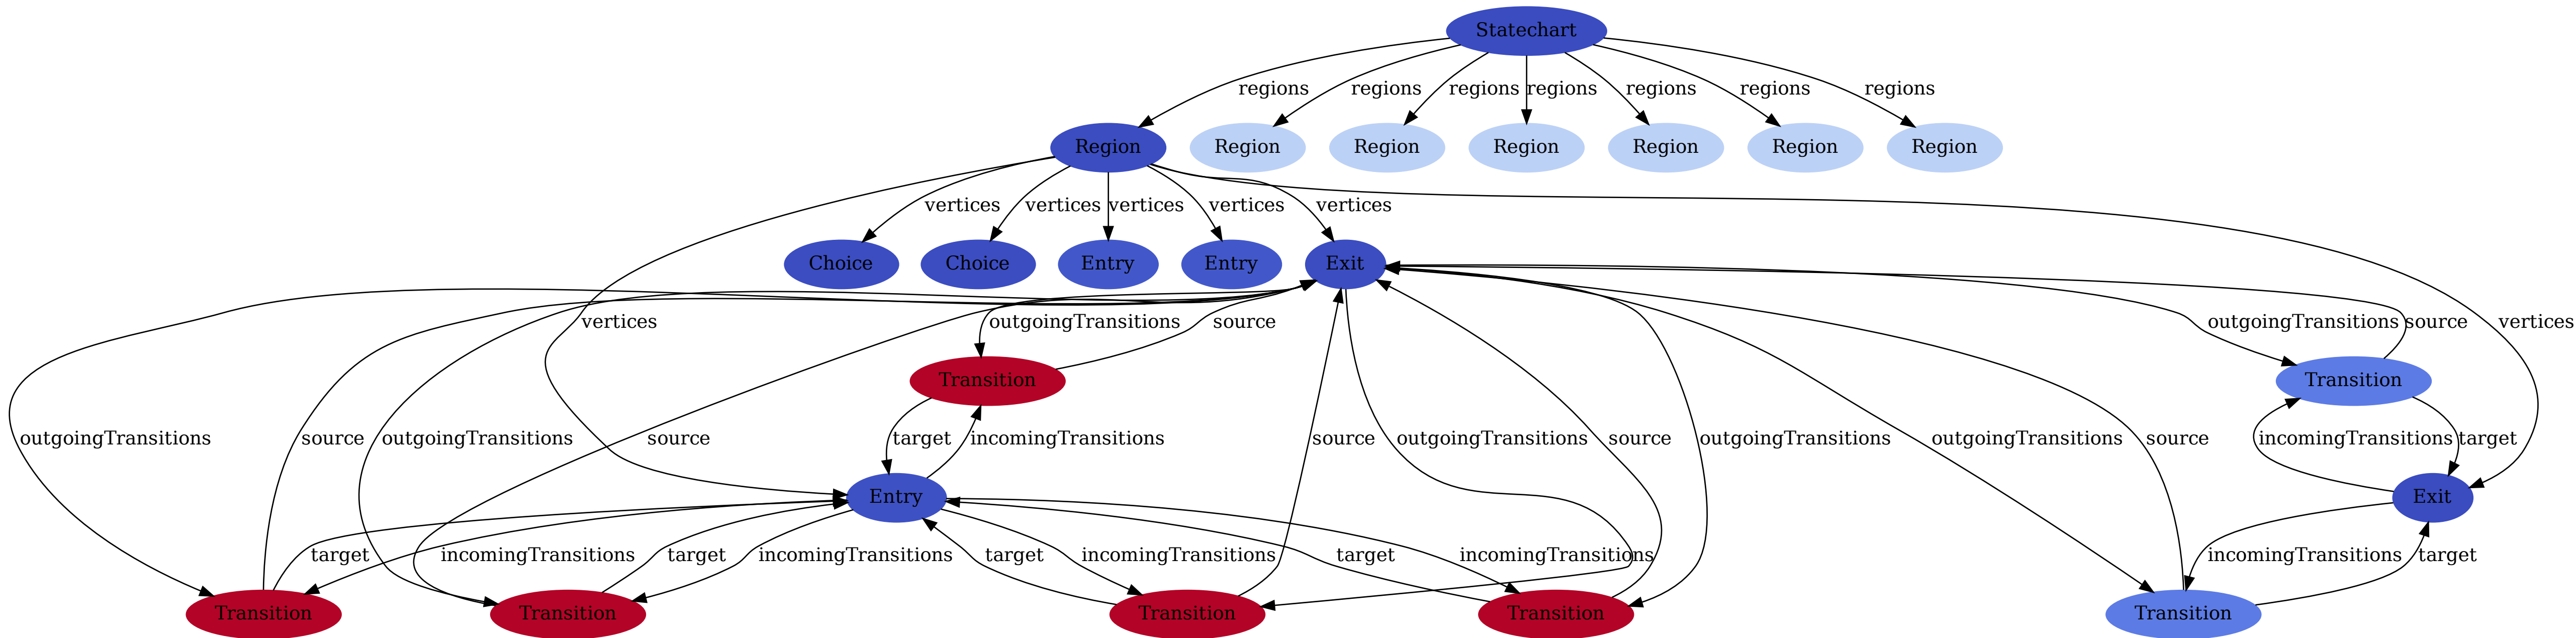 Statechart
regions
regions
regions
regions
regions
regions
regions
Region
Region
Region
Region
Region
Region
Region
vertices
vertices
vertices
vertices
vertices
Choice
Choice
Entry
Entry
Exit
vertices
outgoingTransitions
source
outgoingTransitions
source
vertices
Transition
Transition
outgoingTransitions
source
outgoingTransitions
source
target
incomingTransitions
source
outgoingTransitions
source
outgoingTransitions
outgoingTransitions
source
incomingTransitions
target
Entry
Exit
target
incomingTransitions
target
incomingTransitions
target
incomingTransitions
target
incomingTransitions
incomingTransitions
target
Transition
Transition
Transition
Transition
Transition